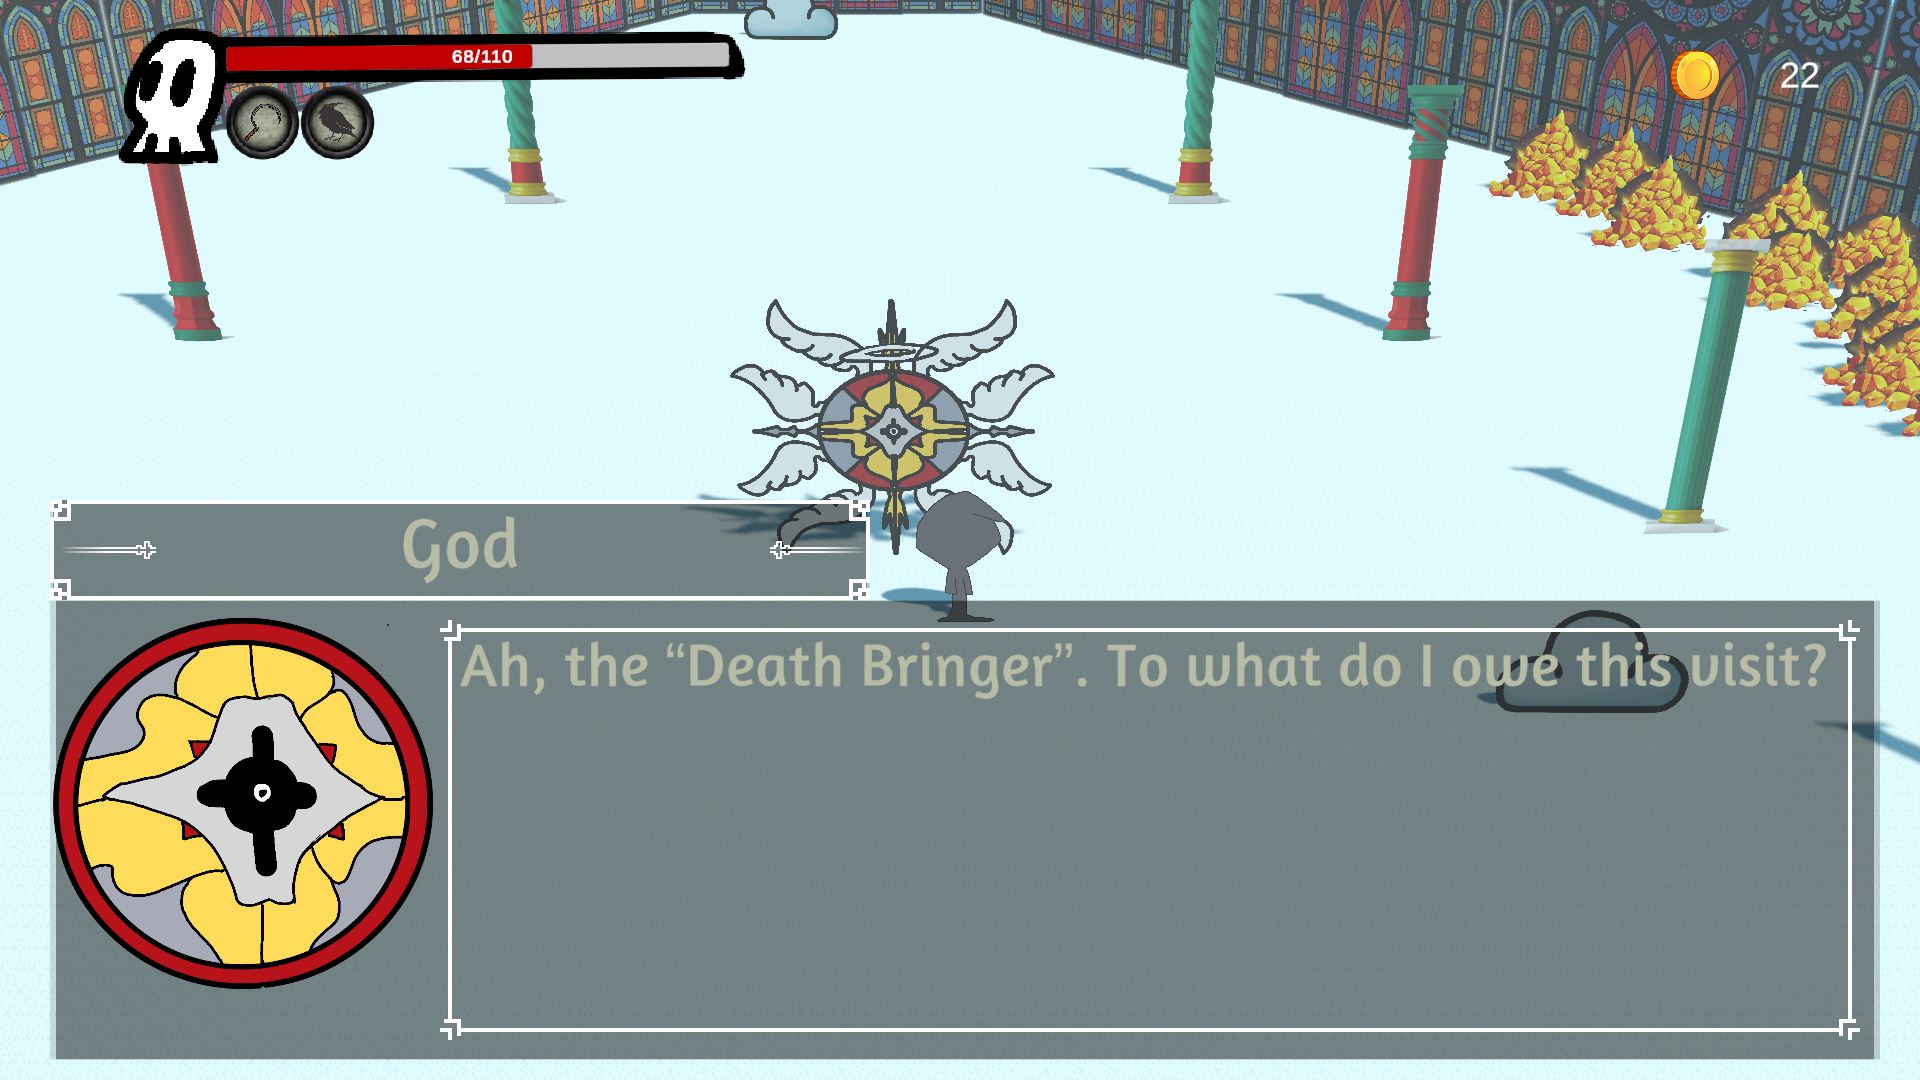 68/110
22
God
Ah, the “Death Bringer”. To what do I owe this visit?